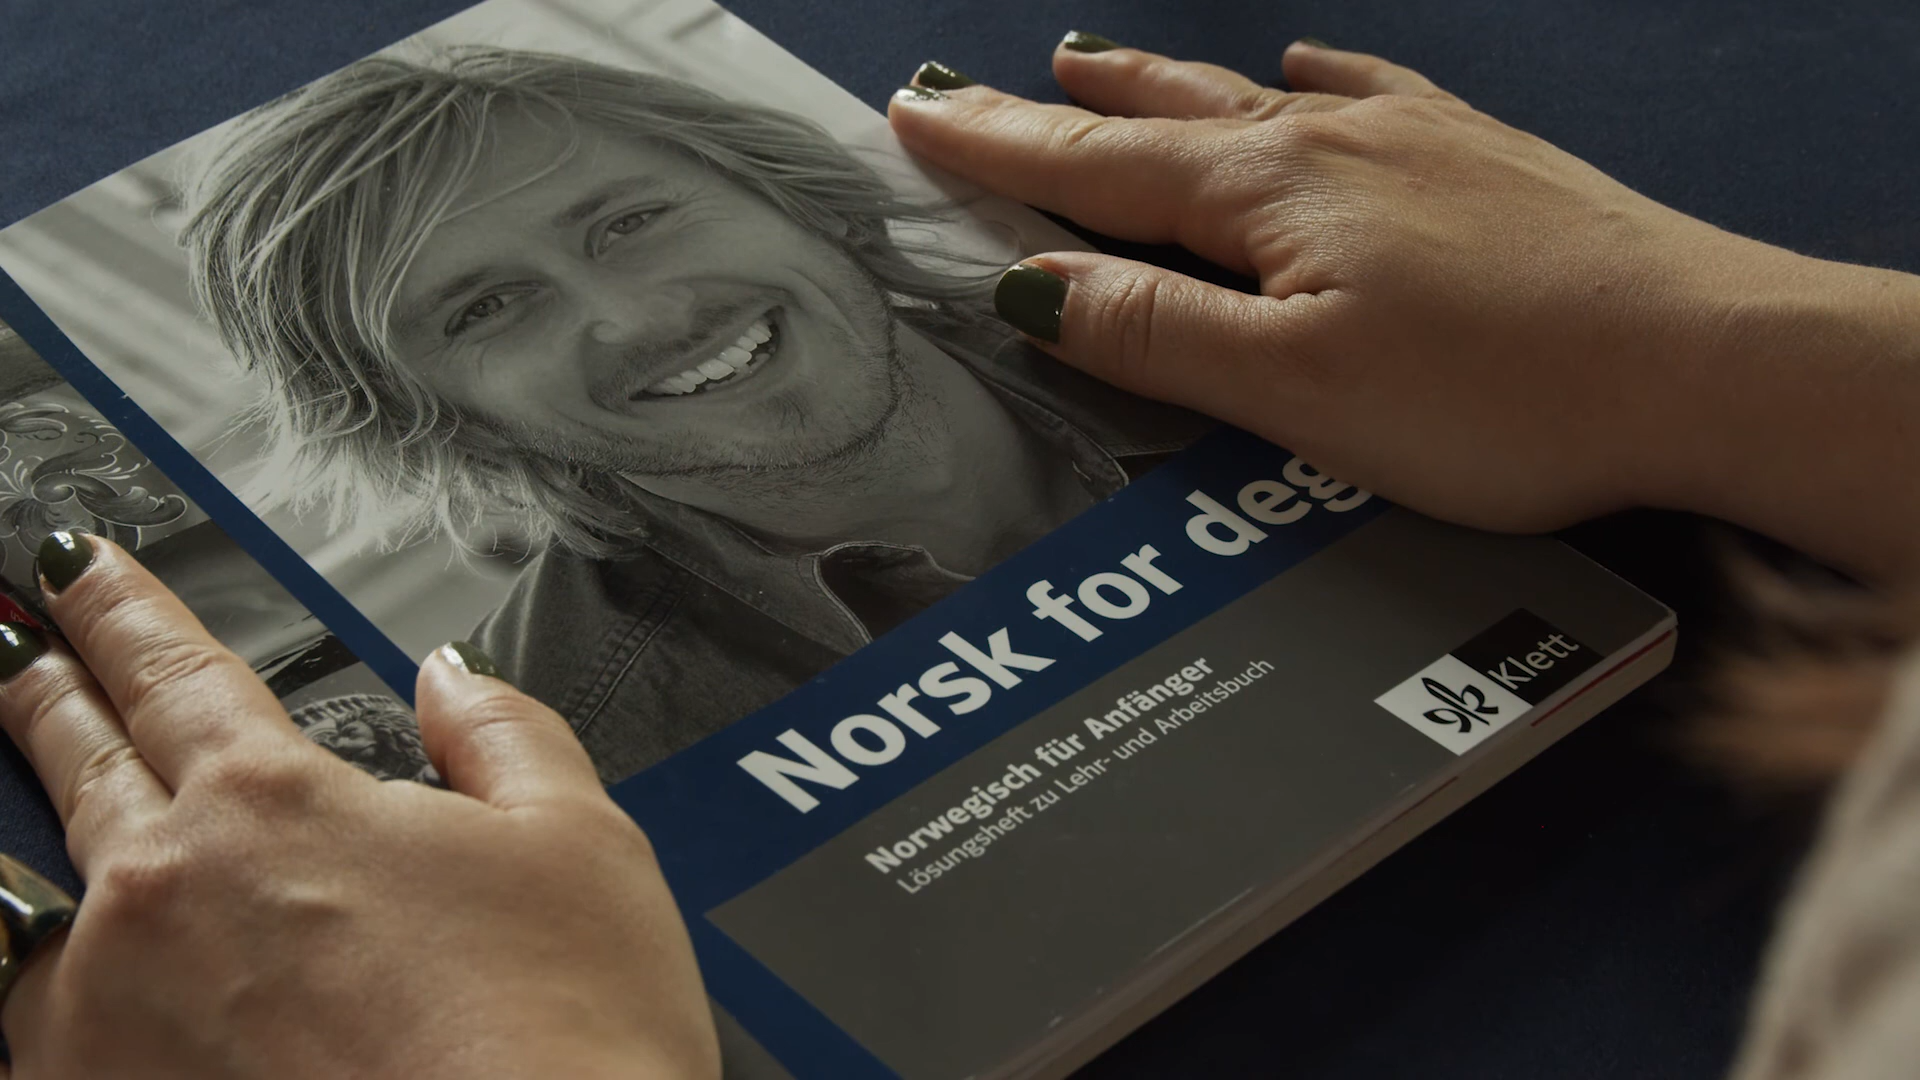 Norsk for deg
Norwegisch für Anfänger
Lösungsheft zu Lehr- und Arbeitsbuch
Klett